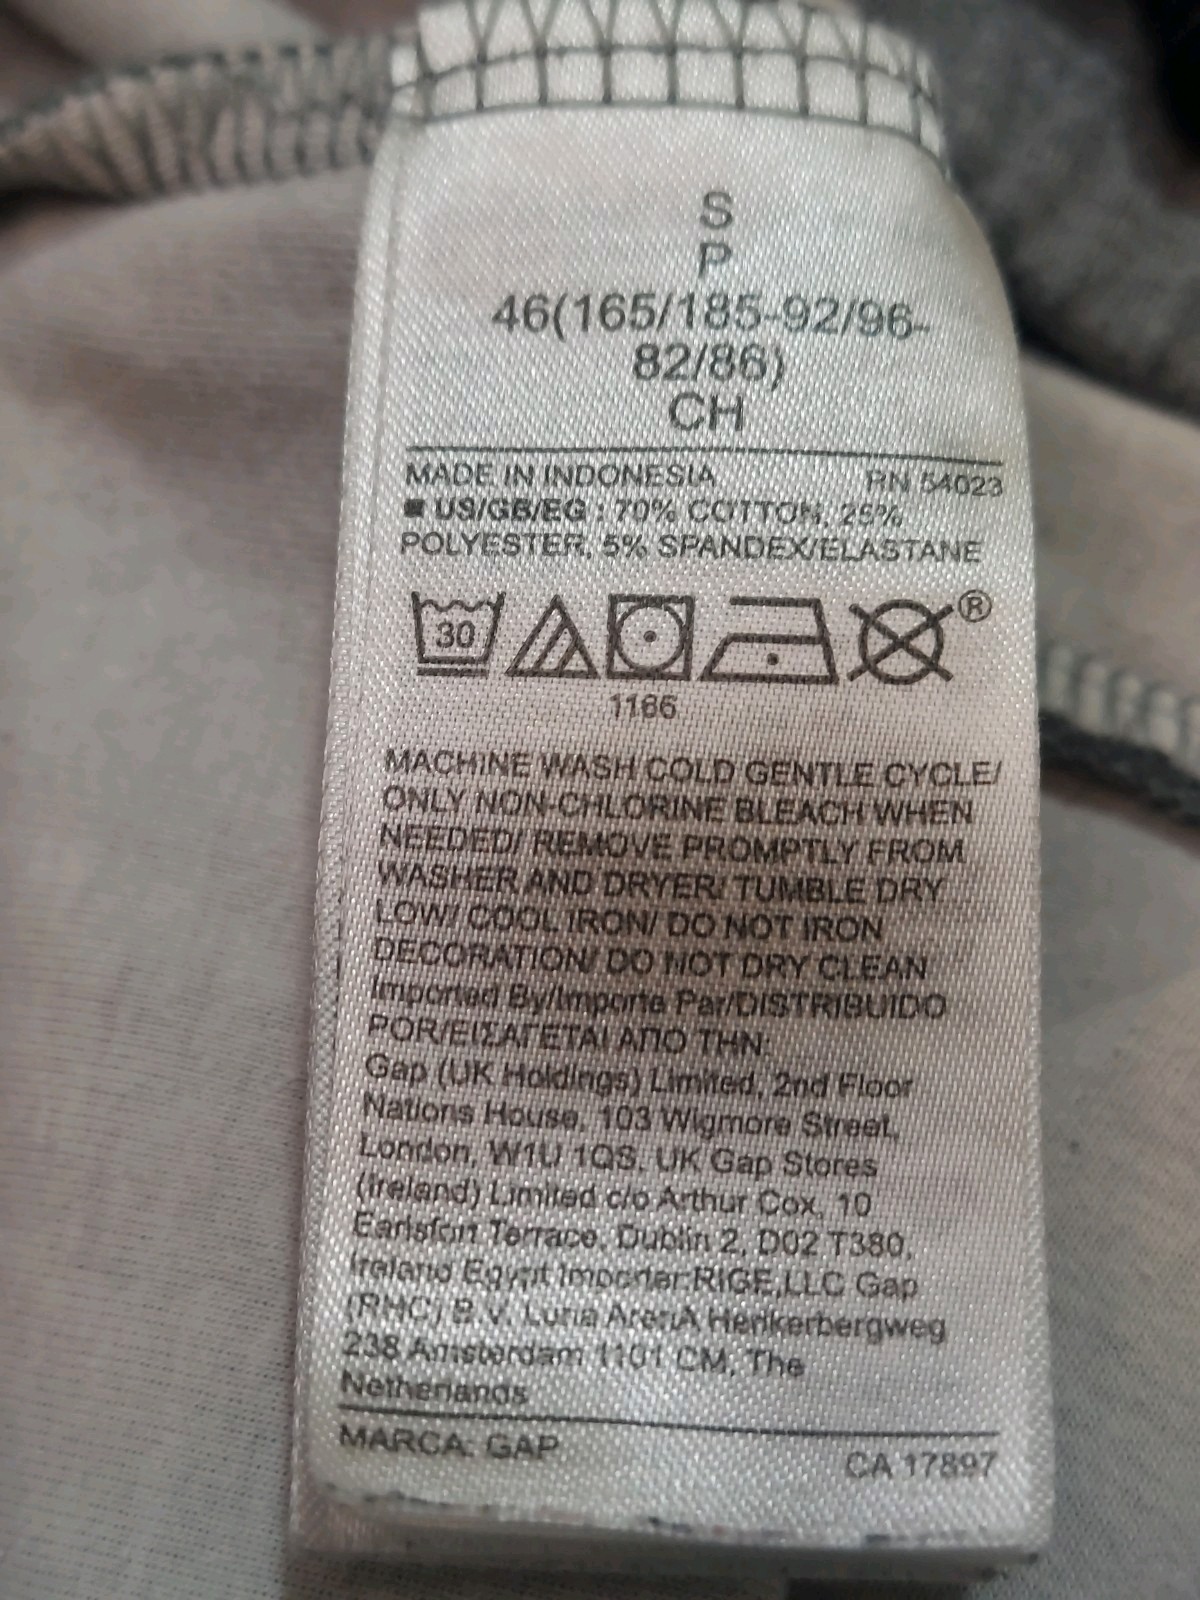 S
P
46(165/185-92/96-
82/86)
CH
MADE IN INDONESIA RN 54023
US/GB/EG : 70% COTTON, 25%
POLYESTER, 5% SPANDEX/ELASTANE
30
®
1166
MACHINE WASH COLD GENTLE CYCLE/
ONLY NON-CHLORINE BLEACH WHEN
NEEDED/ REMOVE PROMPTLY FROM
WASHER AND DRYER/ TUMBLE DRY
LOW/ COOL IRON/ DO NOT IRON
DECORATION/ DO NOT DRY CLEAN
Imported By/Importe Par/DISTRIBUIDO
POR/ΕΙΣΑΓΕΤΑΙ ΑΠΟ ΤΗΝ:
Gap (UK Holdings) Limited, 2nd Floor
Nations House, 103 Wigmore Street,
London, W1U 1QS, UK Gap Stores
(Ireland) Limited c/o Arthur Cox, 10
Earlsfort Terrace, Dublin 2, D02 T380,
Ireland Egypt Importer:RIGE,LLC Gap
(RHC) B.V. Luna ArenA Herikerbergweg
238 Amsterdam 1101 CM, The
Netherlands
MARCA: GAP CA 17897